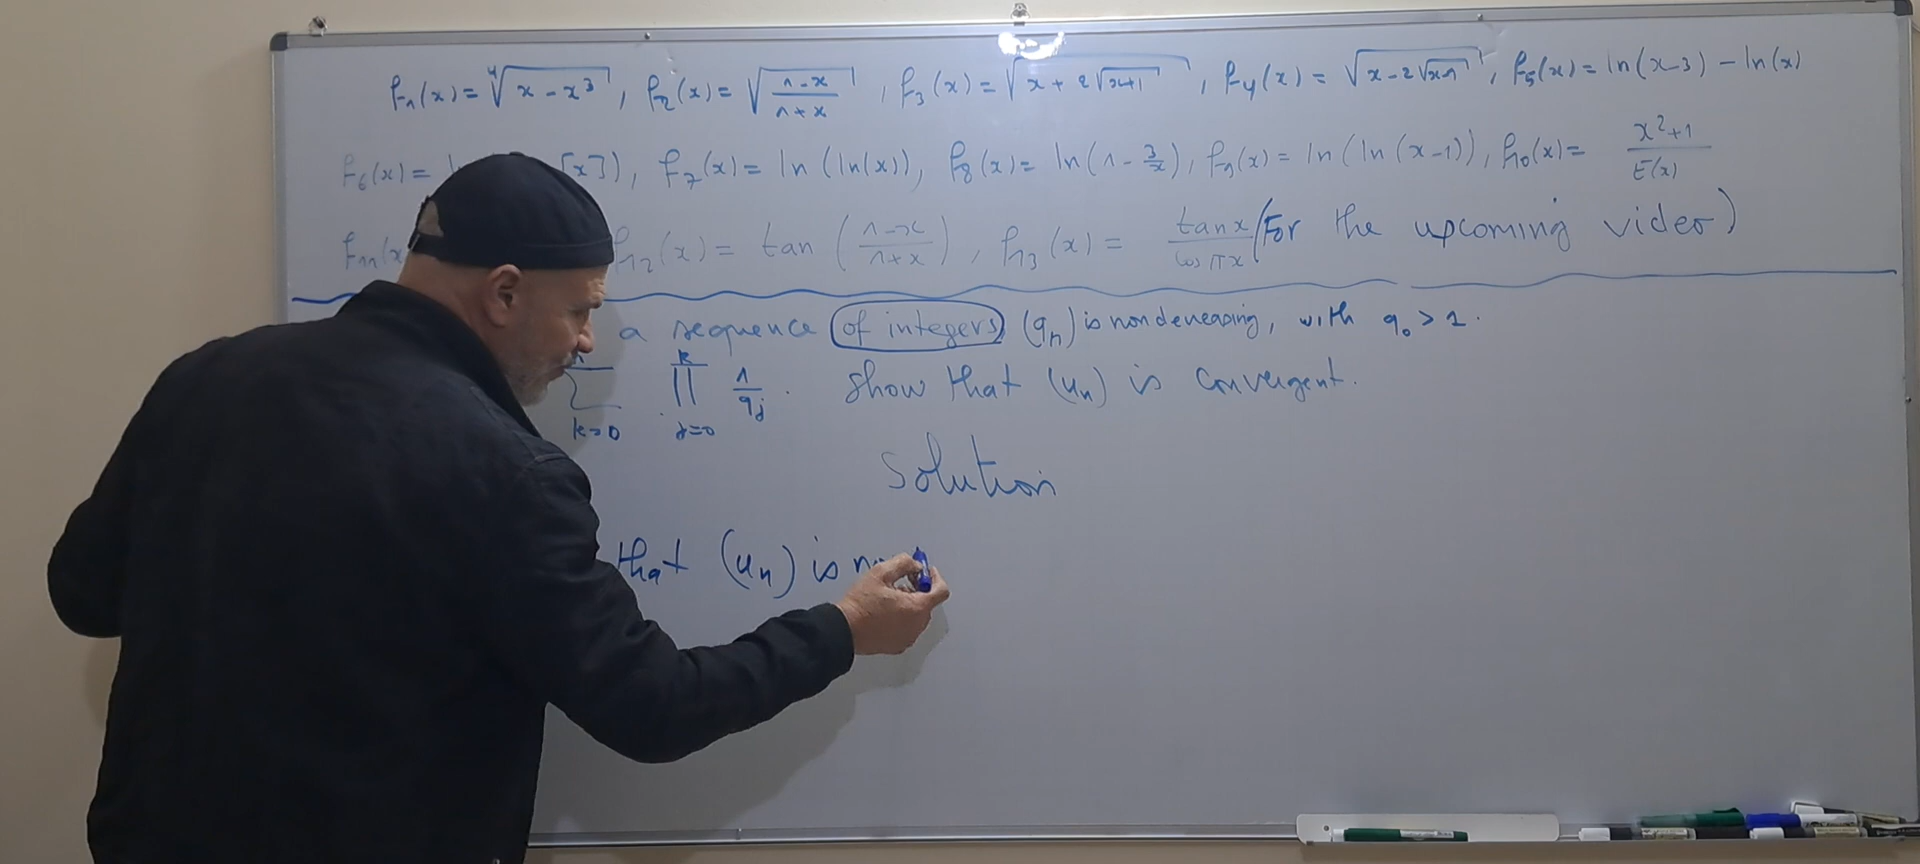 f₁(x) = ⁴√(x - x³), f₂(x) = √((1-x)/(1+x)), f₃(x) = √(x + 2√(x+1)), f₄(x) = √(x - 2√(x-1)), f₅(x) = ln(x-3) - ln(x)
f₆(x) = [x]), f₇(x) = ln(ln(x)), f₈(x) = ln(1 - 3/x), f₉(x) = ln(ln(x-1)), f₁₀(x) = (x²+1)/E(x)
f₁₁(x f₁₂(x) = tan((1-x)/(1+x)), f₁₃(x) = tan x/cos πx (For the upcoming video)
a sequence of integers (qₙ) is nondecreasing, with q₀ > 1.
∑ k=0 ∏ j=0 k 1/qⱼ. Show that (uₙ) is convergent.
Solution
that (uₙ) is